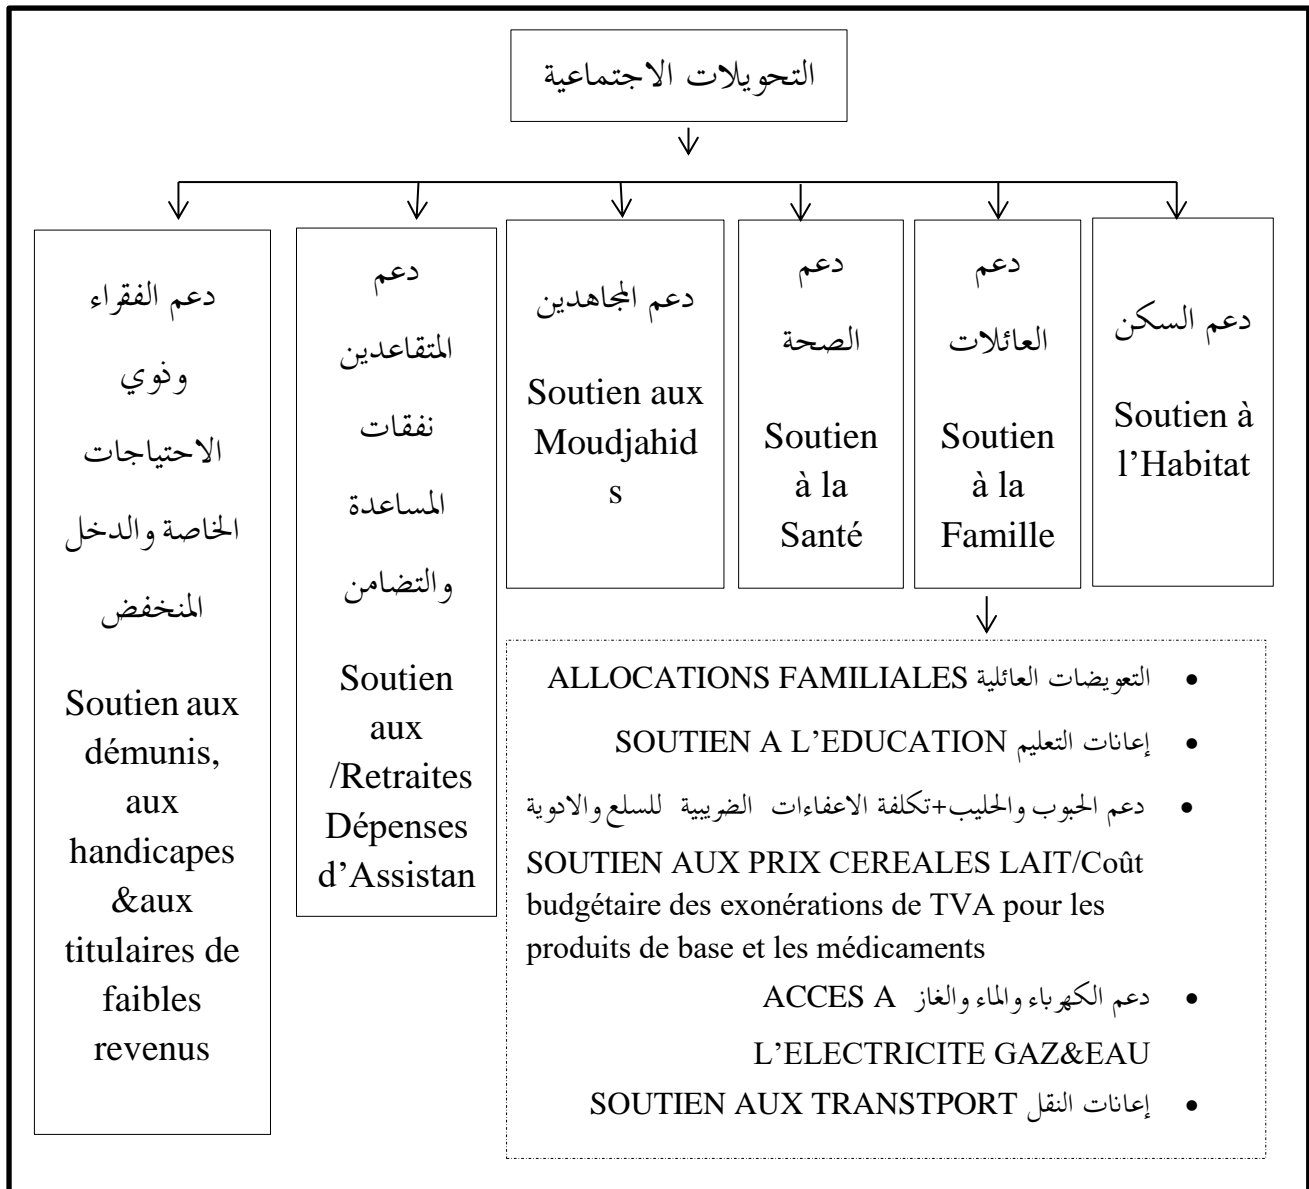 التحويلات الاجتماعية
دعم السكن
Soutien à
l’Habitat
دعم
العائلات
Soutien
à la
Famille
دعم
الصحة
Soutien
à la
Santé
دعم المجاهدين
Soutien aux
Moudjahid
s
دعم
المتقاعدين
نفقات
المساعدة
والتضامن
Soutien
aux
/Retraites
Dépenses
d’Assistan
دعم الفقراء
وذوي
الاحتياجات
الخاصة والدخل
المنخفض
Soutien aux
démunis,
aux
handicapes
&aux
titulaires de
faibles
revenus
• التعويضات العائلية ALLOCATIONS FAMILIALES
• إعانات التعليم SOUTIEN A L’EDUCATION
• دعم الحبوب والحليب+تكلفة الاعفاءات الضريبية للسلع والادوية
SOUTIEN AUX PRIX CEREALES LAIT/Coût
budgétaire des exonérations de TVA pour les
produits de base et les médicaments
• دعم الكهرباء والماء والغاز ACCES A
L’ELECTRICITE GAZ&EAU
• إعانات النقل SOUTIEN AUX TRANSTPORT